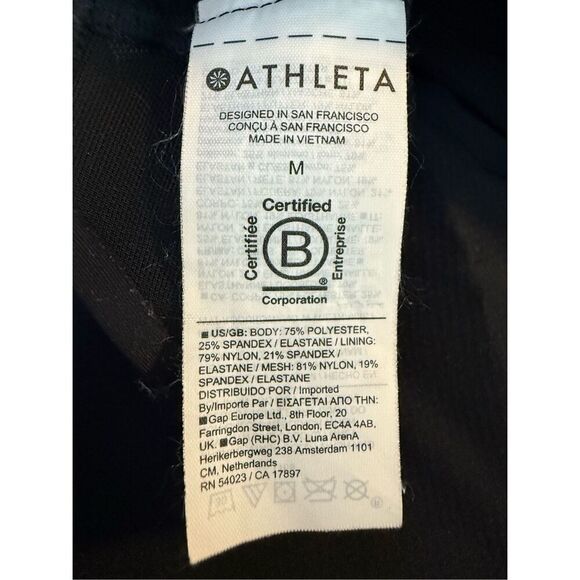 ATHLETA
DESIGNED IN SAN FRANCISCO
CONÇU À SAN FRANCISCO
MADE IN VIETNAM
M
Certified
Certifiée
B
Entreprise
®
Corporation
US/GB: BODY: 75% POLYESTER,
25% SPANDEX / ELASTANE / LINING:
79% NYLON, 21% SPANDEX /
ELASTANE / MESH: 81% NYLON, 19%
SPANDEX / ELASTANE
DISTRIBUIDO POR / Imported
By/Importe Par / ΕΙΣΑΓΕΤΑΙ ΑΠΟ ΤΗΝ:
Gap Europe Ltd., 8th Floor, 20
Farringdon Street, London, EC4A 4AB,
UK. Gap (RHC) B.V. Luna ArenA
Herikerbergweg 238 Amsterdam 1101
CM, Netherlands
RN 54023 / CA 17897